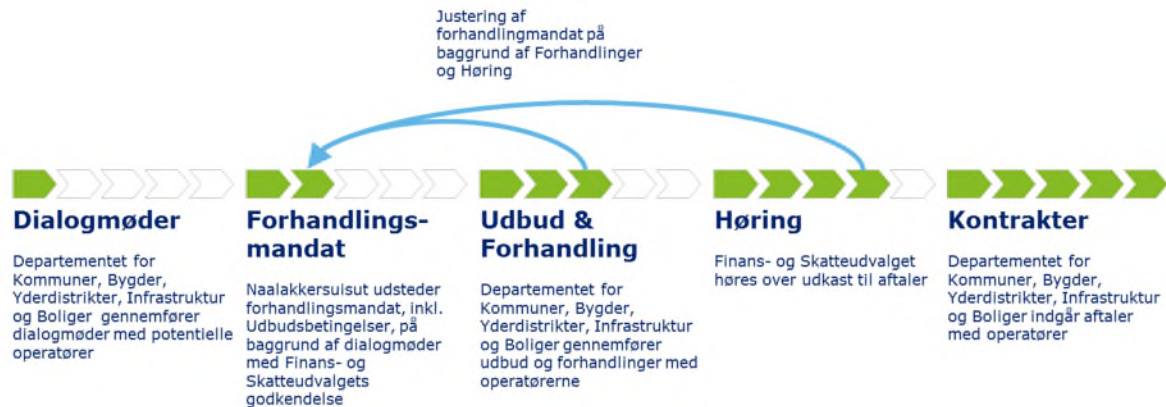 Justering af
forhandlingmandat på
baggrund af Forhandlinger
og Høring
Dialogmøder
Departementet for
Kommuner, Bygder,
Yderdistrikter, Infrastruktur
og Boliger gennemfører
dialogmøder med potentielle
operatører
Forhandlings-
mandat
Naalakkersuisut udsteder
forhandlingsmandat, inkl.
Udbudsbetingelser, på
baggrund af dialogmøder
med Finans- og
Skatteudvalgets
godkendelse
Udbud &
Forhandling
Departementet for
Kommuner, Bygder,
Yderdistrikter, Infrastruktur
og Boliger gennemfører
udbud og forhandlinger med
operatørerne
Høring
Finans- og Skatteudvalget
høres over udkast til aftaler
Kontrakter
Departementet for
Kommuner, Bygder,
Yderdistrikter, Infrastruktur
og Boliger indgår aftaler
med operatører